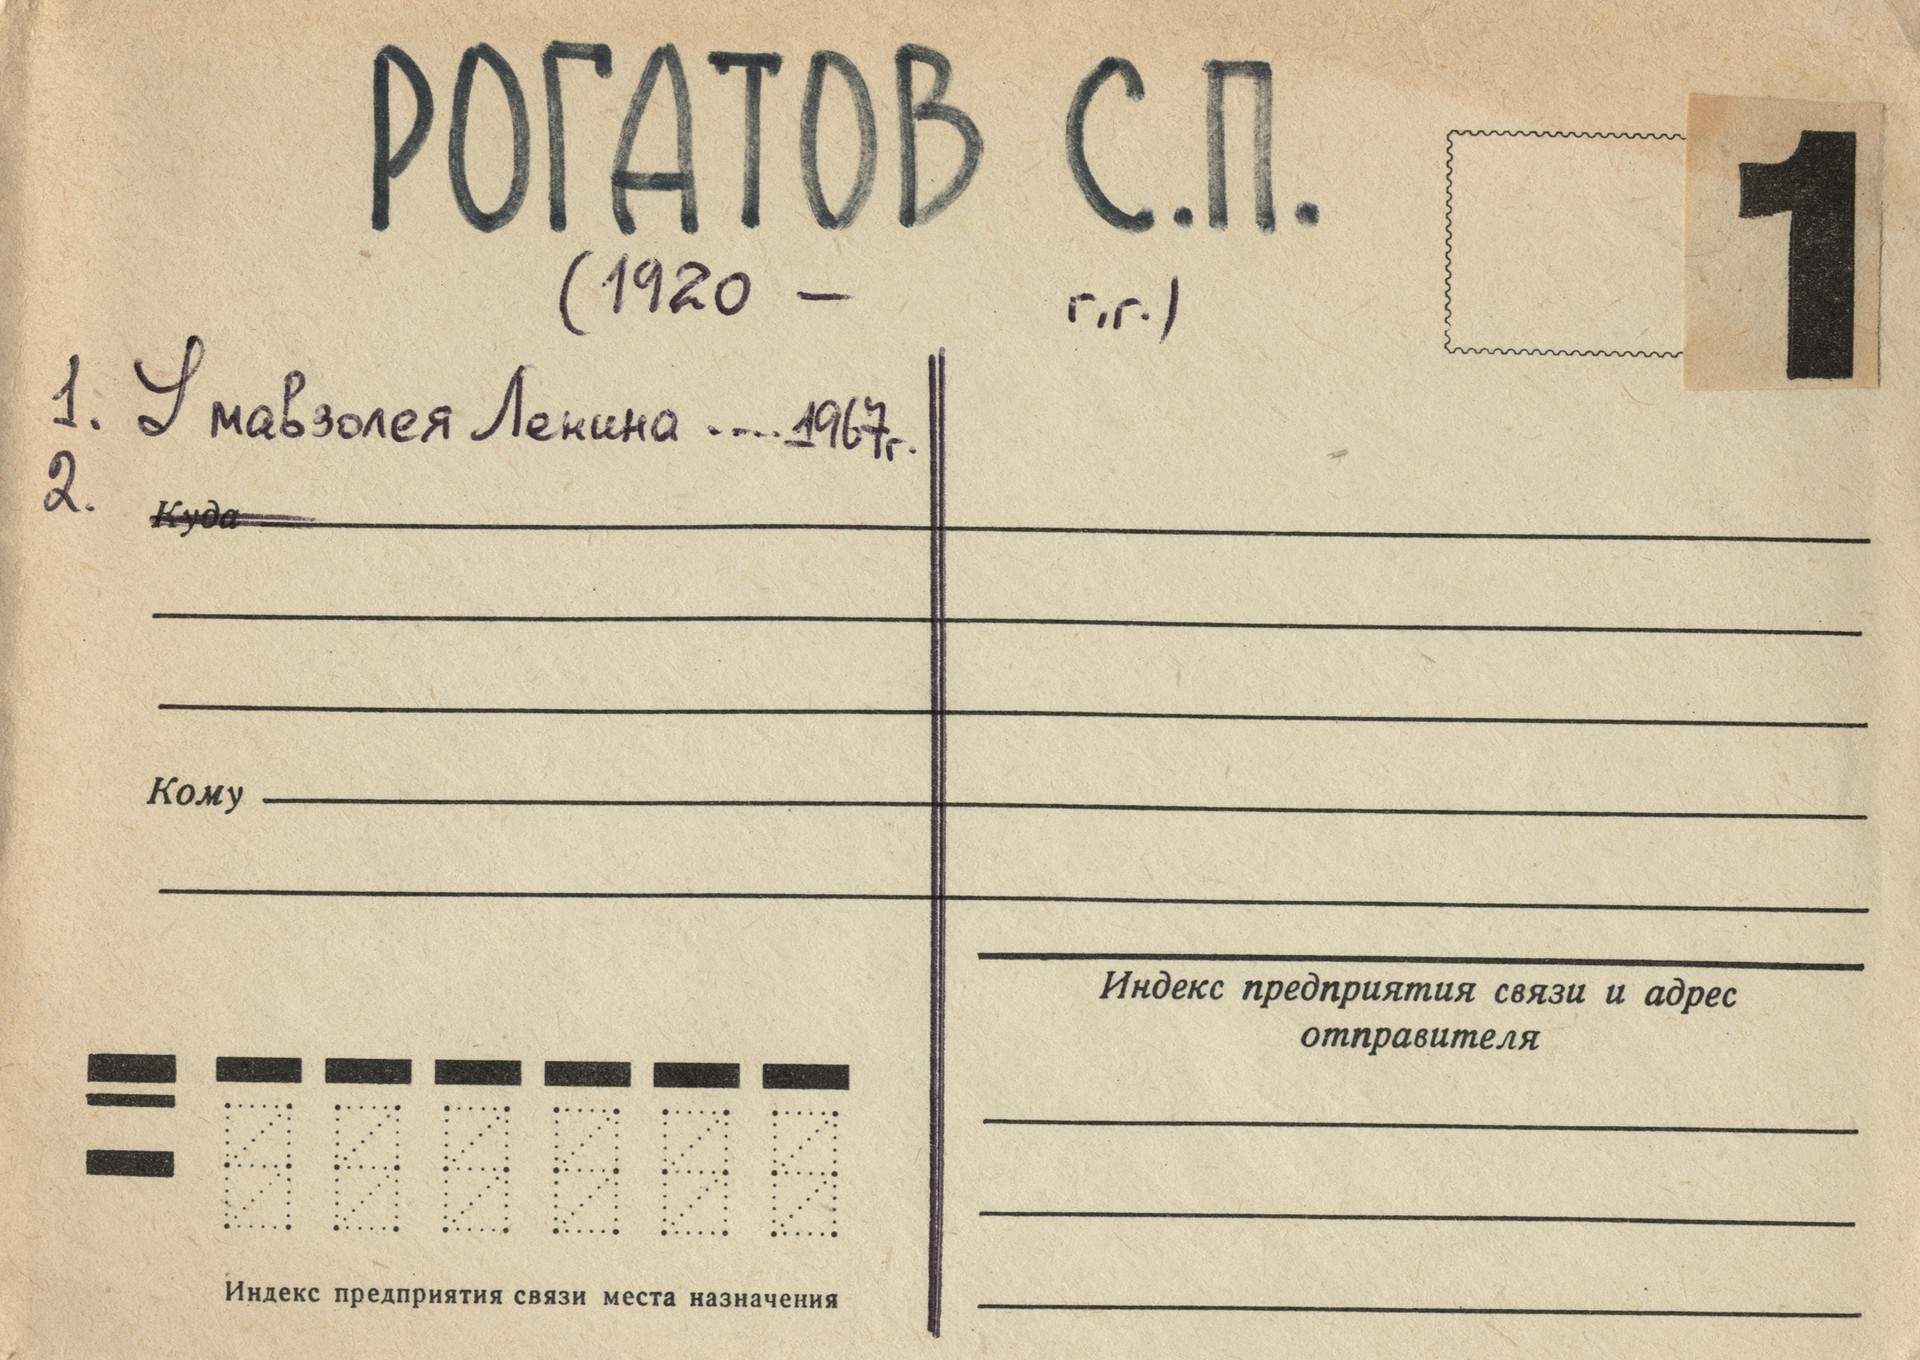 РОГАТОВ С.П.
(1920 – г.г.)
1
1. У мавзолея Ленина ....1967г.
2.
Куда
Кому
Индекс предприятия связи и адрес
отправителя
Индекс предприятия связи места назначения